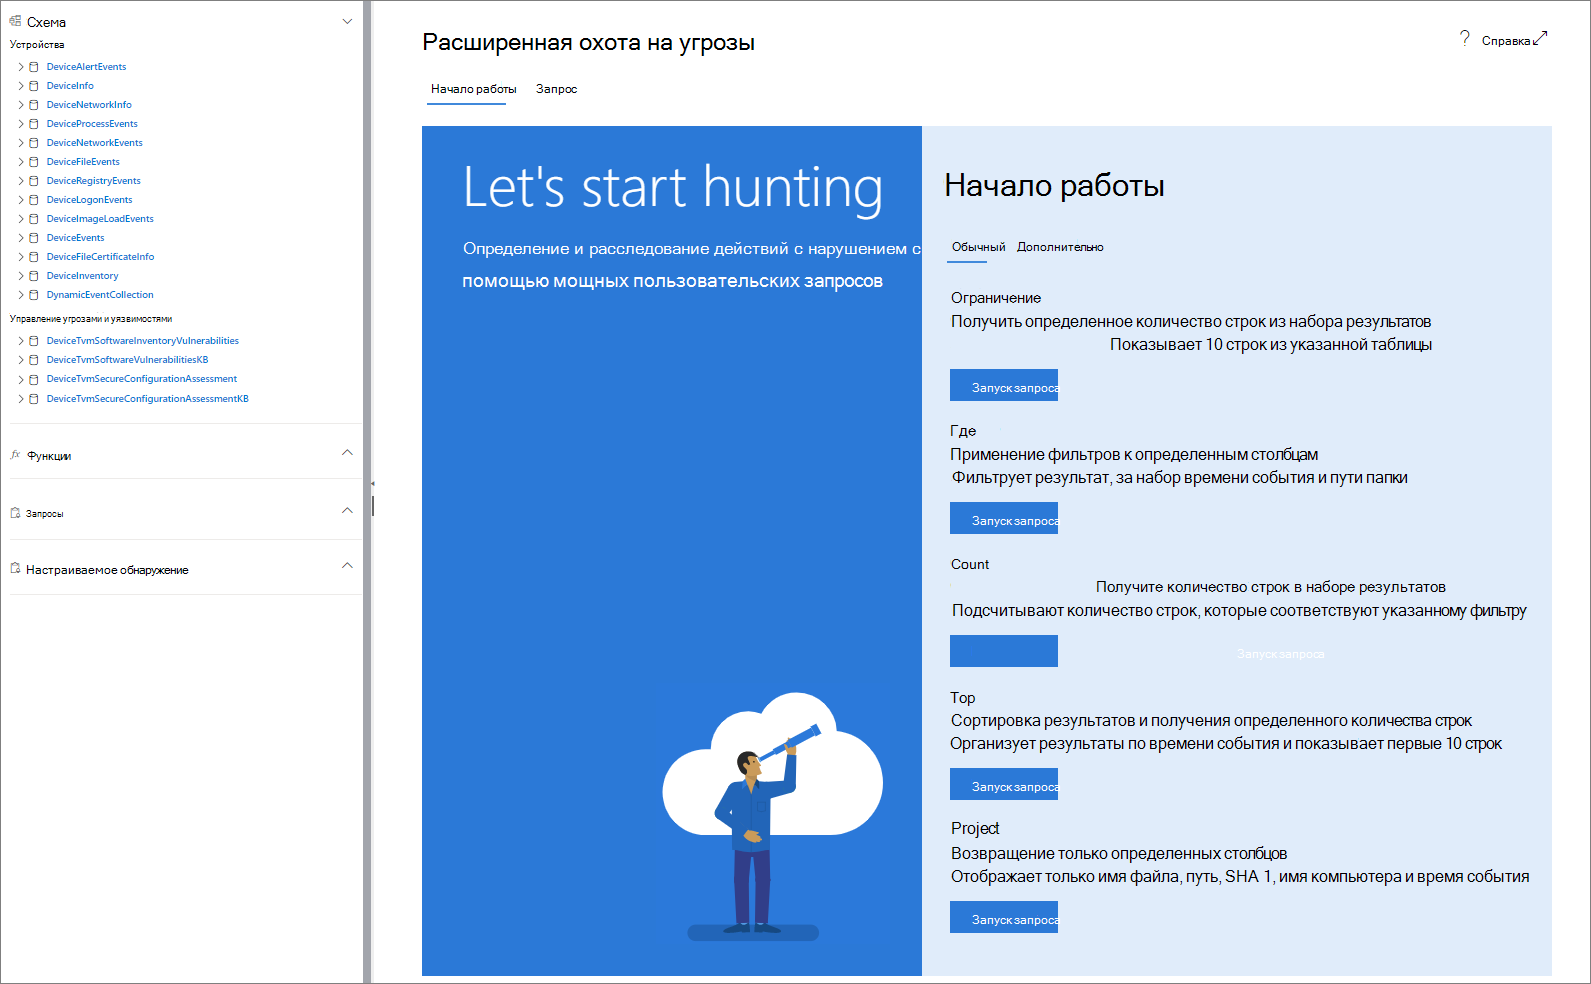 Схема
Устройства
DeviceAlertEvents
DeviceInfo
DeviceNetworkInfo
DeviceProcessEvents
DeviceNetworkEvents
DeviceFileEvents
DeviceRegistryEvents
DeviceLogonEvents
DeviceImageLoadEvents
DeviceEvents
DeviceFileCertificateInfo
DeviceInventory
DynamicEventCollection
Управление угрозами и уязвимостями
DeviceTvmSoftwareInventoryVulnerabilities
DeviceTvmSoftwareVulnerabilitiesKB
DeviceTvmSecureConfigurationAssessment
DeviceTvmSecureConfigurationAssessmentKB
fx Функции
Запросы
Настраиваемое обнаружение
Расширенная охота на угрозы
? Справка
Начало работы Запрос
Let's start hunting
Определение и расследование действий с нарушением с
помощью мощных пользовательских запросов
Начало работы
Обычный Дополнительно
Ограничение
Получить определенное количество строк из набора результатов
Показывает 10 строк из указанной таблицы
Запуск запроса
Где
Применение фильтров к определенным столбцам
Фильтрует результат, за набор времени события и пути папки
Запуск запроса
Count
Получите количество строк в наборе результатов
Подсчитывают количество строк, которые соответствуют указанному фильтру
Запуск запроса
Top
Сортировка результатов и получения определенного количества строк
Организует результаты по времени события и показывает первые 10 строк
Запуск запроса
Project
Возвращение только определенных столбцов
Отображает только имя файла, путь, SHA 1, имя компьютера и время события
Запуск запроса